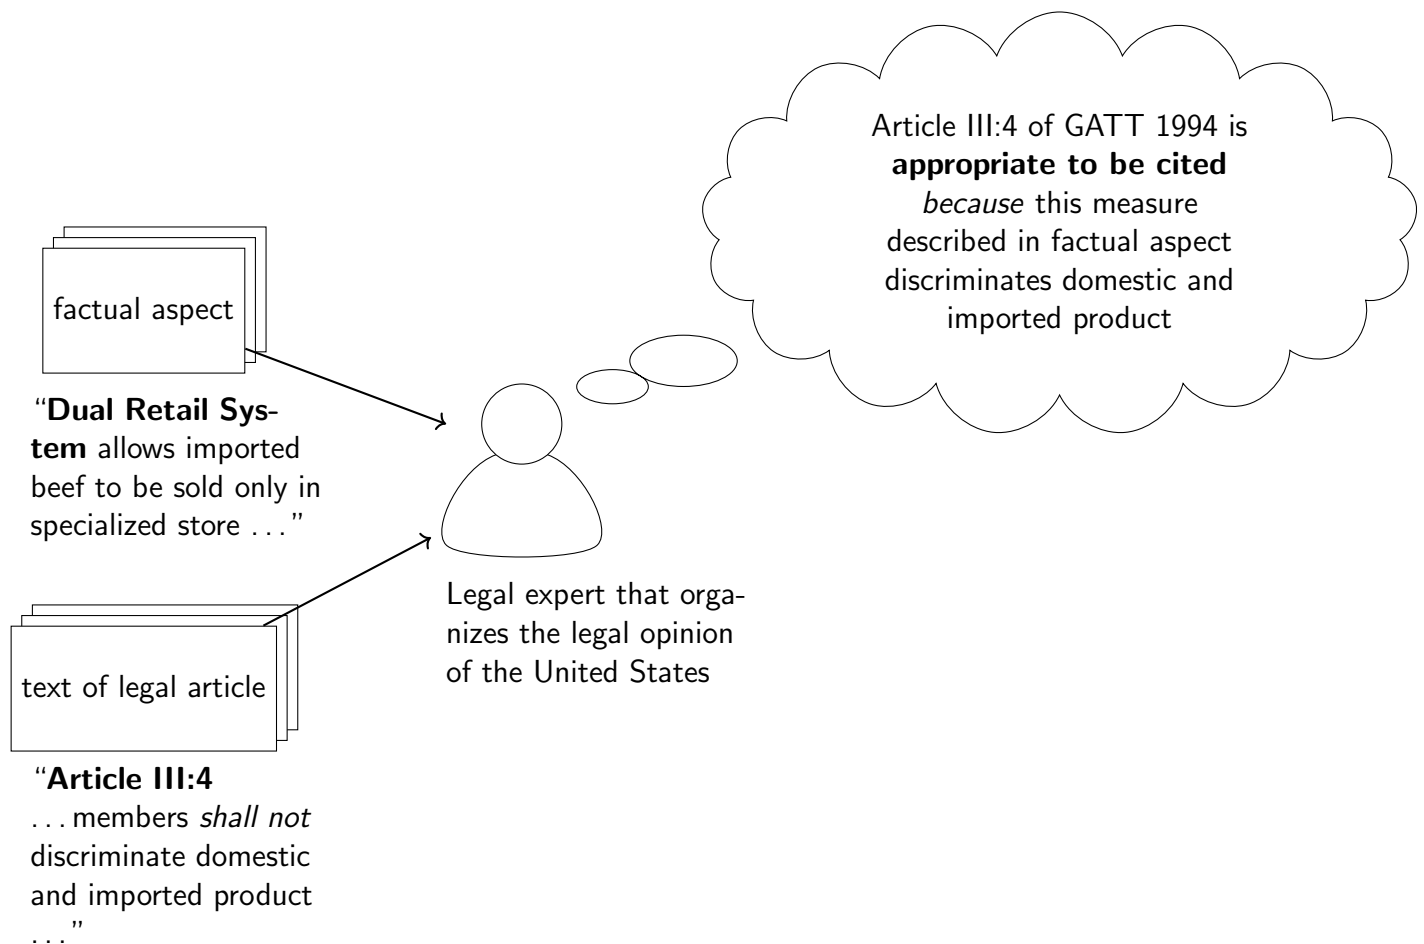 Article III:4 of GATT 1994 is
appropriate to be cited
because this measure
described in factual aspect
discriminates domestic and
imported product
factual aspect
“Dual Retail Sys-
tem allows imported
beef to be sold only in
specialized store . . . ”
Legal expert that orga-
nizes the legal opinion
of the United States
text of legal article
“Article III:4
. . . members shall not
discriminate domestic
and imported product
. . . ”